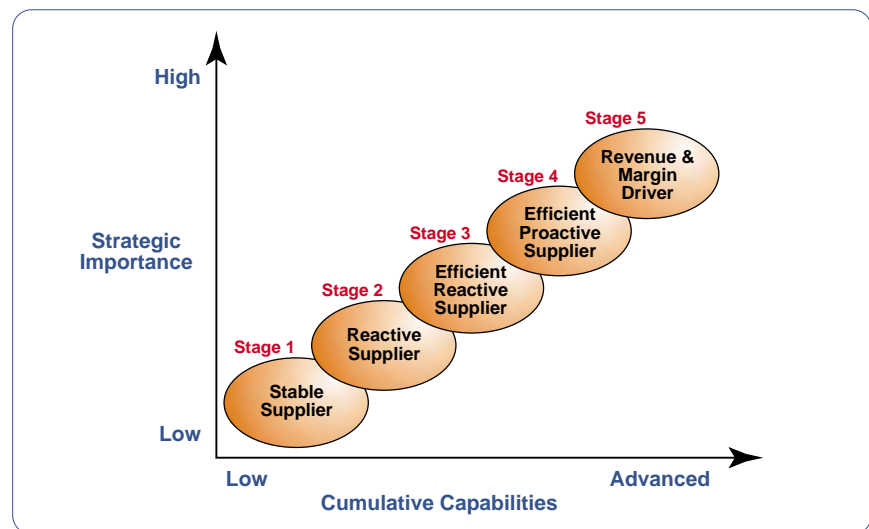 High
Stage 5
Revenue &
Margin
Driver
Stage 4
Efficient
Proactive
Supplier
Stage 3
Efficient
Reactive
Supplier
Strategic
Importance
Stage 2
Reactive
Supplier
Stage 1
Stable
Supplier
Low
Low
Advanced
Cumulative Capabilities